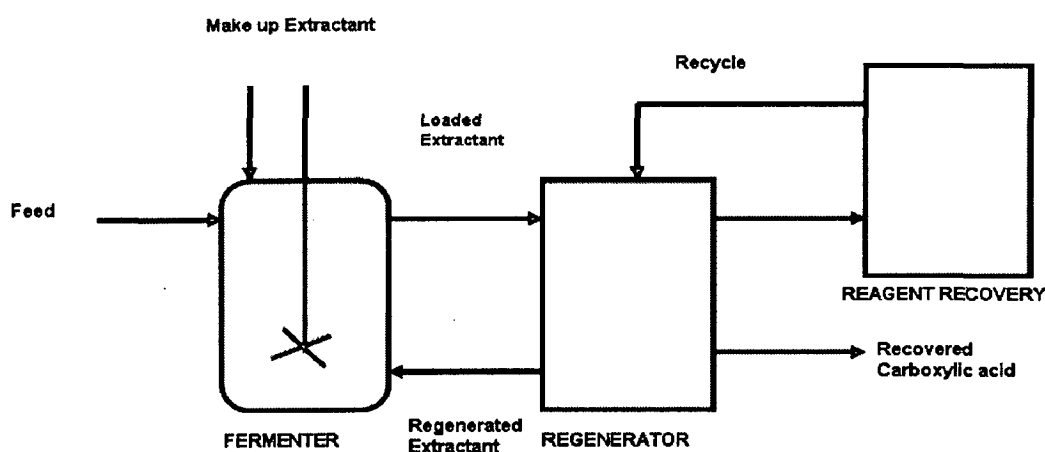 Make up Extractant
Recycle
Loaded
Extractant
Feed
REAGENT RECOVERY
Recovered
Carboxylic acid
Regenerated
Extractant
FERMENTER
REGENERATOR